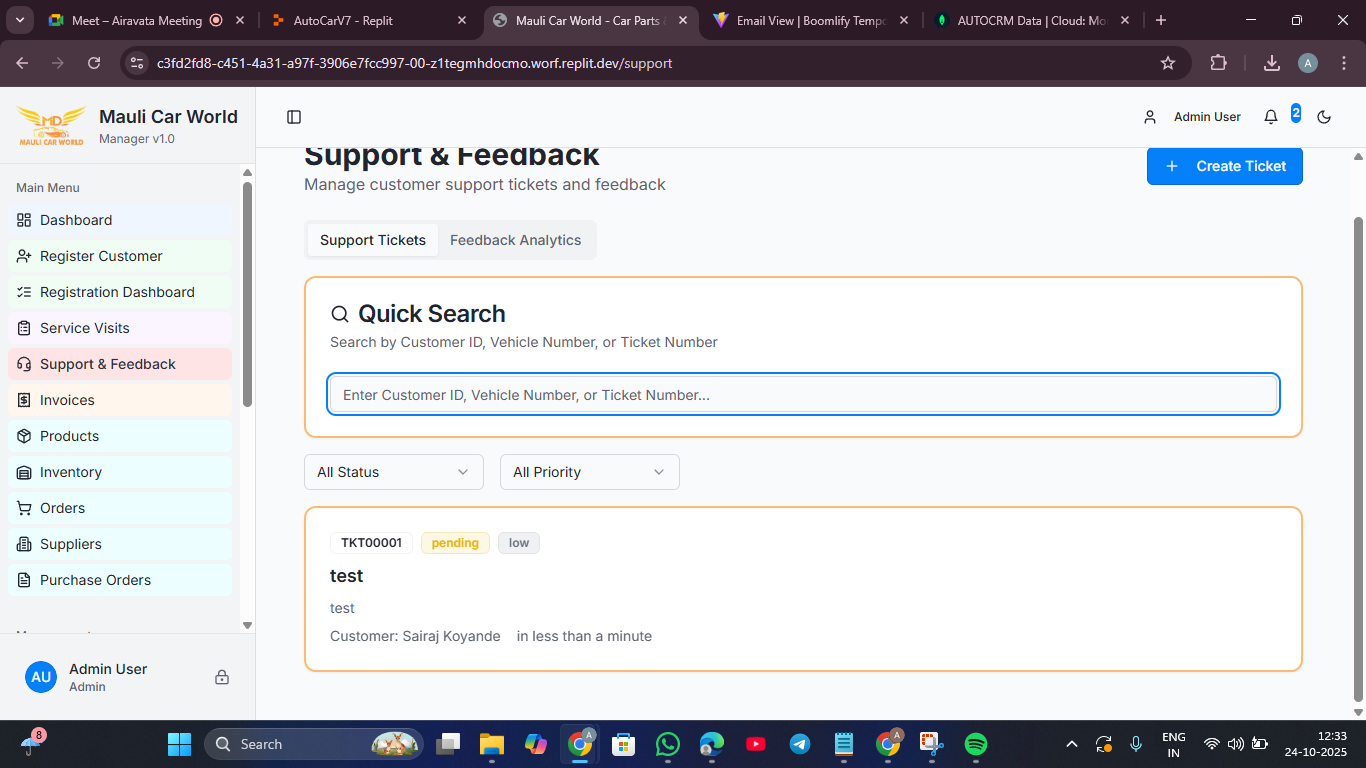 Meet – Airavata Meeting
AutoCarV7 - Replit
Mauli Car World - Car Parts &
Email View | Boomlify Tempo
AUTOCRM Data | Cloud: Mo
c3fd2fd8-c451-4a31-a97f-3906e7fcc997-00-z1tegmhdocmo.worf.replit.dev/support
A
MD
MAULI CAR WORLD
Mauli Car World
Manager v1.0
Admin User
2
Main Menu
Dashboard
Register Customer
Registration Dashboard
Service Visits
Support & Feedback
Invoices
Products
Inventory
Orders
Suppliers
Purchase Orders
AU
Admin User
Admin
Support & Feedback
Manage customer support tickets and feedback
Create Ticket
Support Tickets
Feedback Analytics
Quick Search
Search by Customer ID, Vehicle Number, or Ticket Number
Enter Customer ID, Vehicle Number, or Ticket Number...
All Status
All Priority
TKT00001
pending
low
test
test
Customer: Sairaj Koyande
in less than a minute
8
Search
A
A
ENG
IN
12:33
24-10-2025